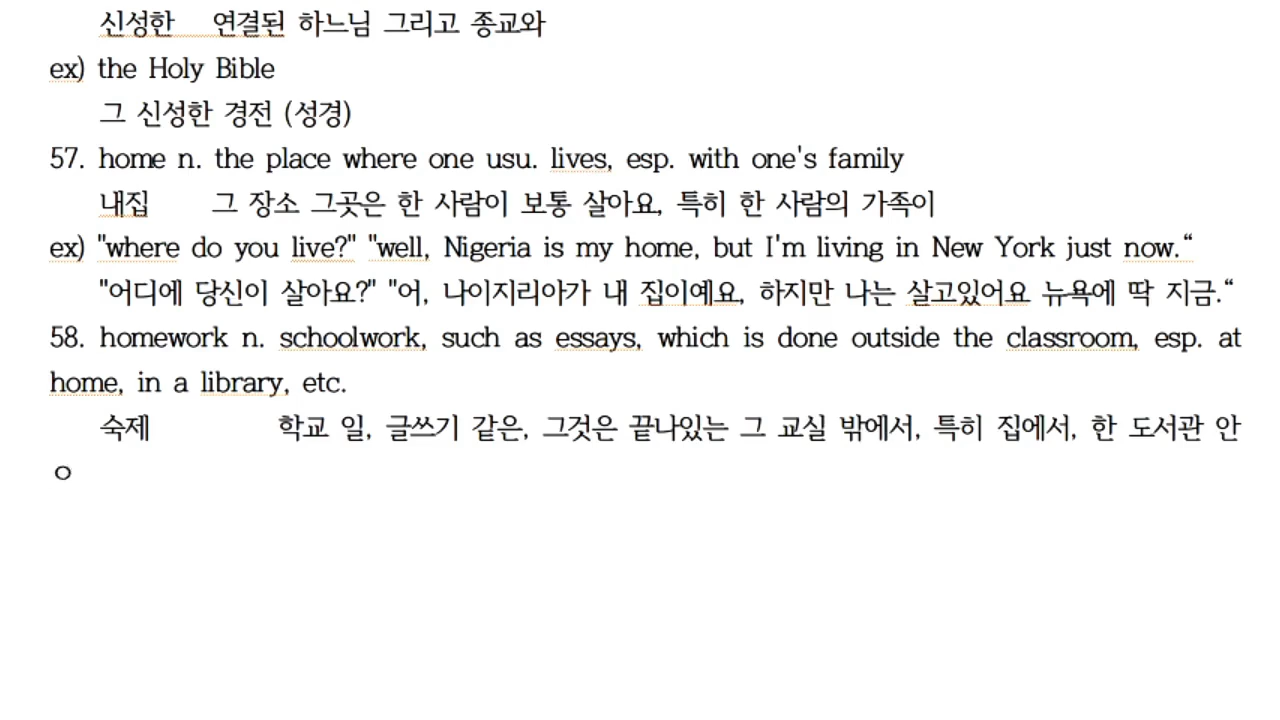 신성한 연결된 하느님 그리고 종교와
ex) the Holy Bible
그 신성한 경전 (성경)
57. home n. the place where one usu. lives, esp. with one's family
내집 그 장소 그곳은 한 사람이 보통 살아요, 특히 한 사람의 가족이
ex) "where do you live?" "well, Nigeria is my home, but I'm living in New York just now.“
"어디에 당신이 살아요?" "어, 나이지리아가 내 집이예요, 하지만 나는 살고있어요 뉴욕에 딱 지금.“
58. homework n. schoolwork, such as essays, which is done outside the classroom, esp. at
home, in a library, etc.
숙제 학교 일, 글쓰기 같은, 그것은 끝나있는 그 교실 밖에서, 특히 집에서, 한 도서관 안
ㅇ